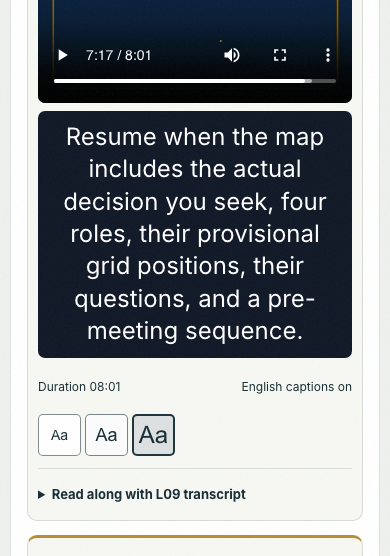 7:17 / 8:01
Resume when the map
includes the actual
decision you seek, four
roles, their provisional
grid positions, their
questions, and a pre-
meeting sequence.
Duration 08:01 English captions on
Aa Aa Aa
Read along with L09 transcript